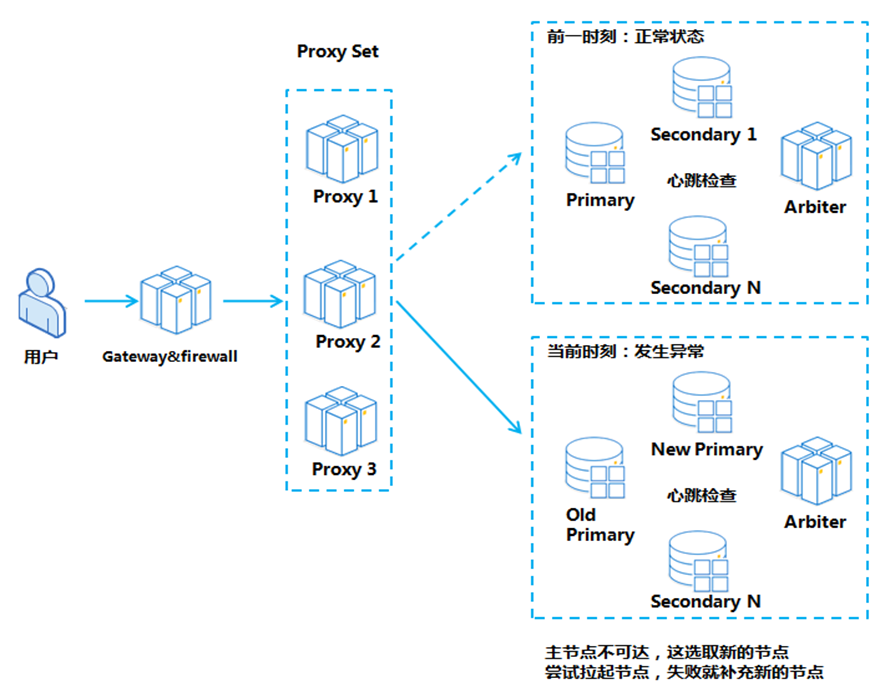 Proxy Set
Proxy 1
Proxy 2
Proxy 3
用户
Gateway&firewall
前一时刻：正常状态
Secondary 1
Primary
心跳检查
Arbiter
Secondary N
当前时刻：发生异常
New Primary
心跳检查
Old
Primary
Arbiter
Secondary N
主节点不可达，这选取新的节点
尝试拉起节点，失败就补充新的节点